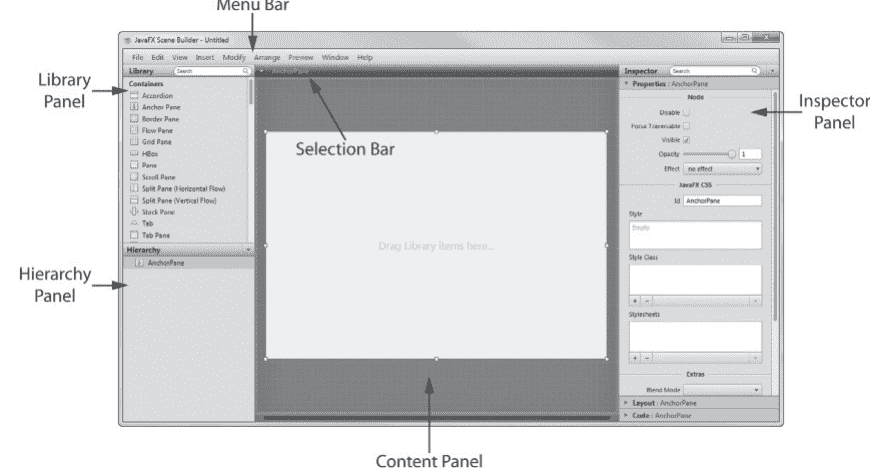 Menu Bar
JavaFX Scene Builder - Untitled
File Edit View Insert Modify Arrange Preview Window Help
Library Search
AnchorPane
Inspector Search
Library
Panel
Inspector
Panel
Selection Bar
Containers
Accordion
Anchor Pane
Border Pane
Flow Pane
Grid Pane
HBox
Pane
Scroll Pane
Split Pane (Horizontal Flow)
Split Pane (Vertical Flow)
Stack Pane
Tab
Tab Pane
Hierarchy
AnchorPane
Hierarchy
Panel
Drag Library items here...
Properties : AnchorPane
Node
Disable
Focus Traversable
Visible
Opacity 1
Effect no effect
JavaFX CSS
Id AnchorPane
Style
Empty
Style Class
+ -
Stylesheets
+ -
Extras
Blend Mode
Layout : AnchorPane
Code : AnchorPane
Content Panel